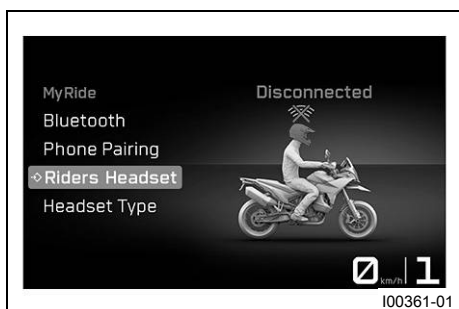 MyRide
Disconnected
Bluetooth
Phone Pairing
Riders Headset
Headset Type
0 km/h 1
I00361-01